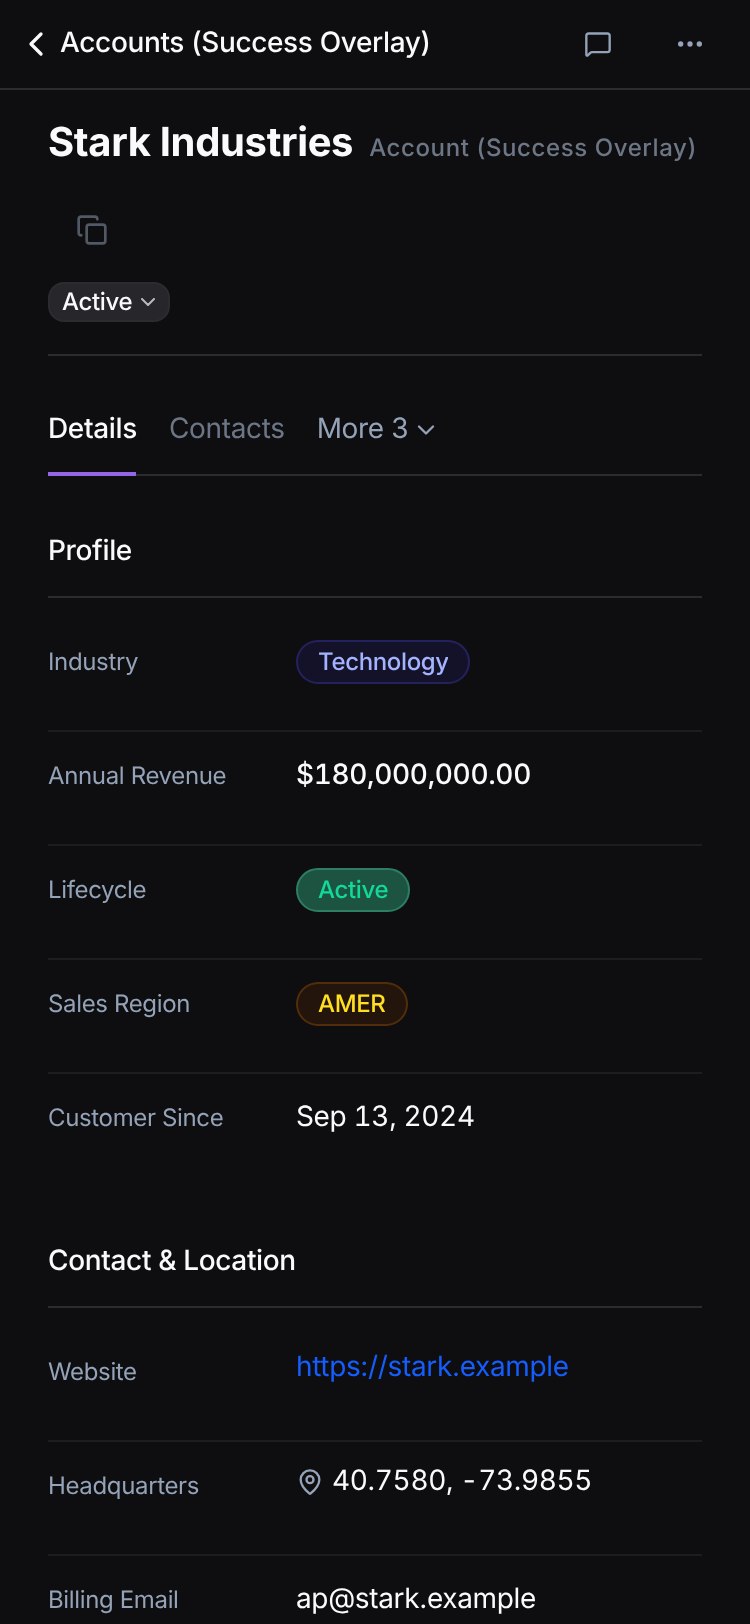 Accounts (Success Overlay)
Stark Industries Account (Success Overlay)
Active
Details Contacts More 3
Profile
Industry Technology
Annual Revenue $180,000,000.00
Lifecycle Active
Sales Region AMER
Customer Since Sep 13, 2024
Contact & Location
Website https://stark.example
Headquarters 40.7580, -73.9855
Billing Email ap@stark.example